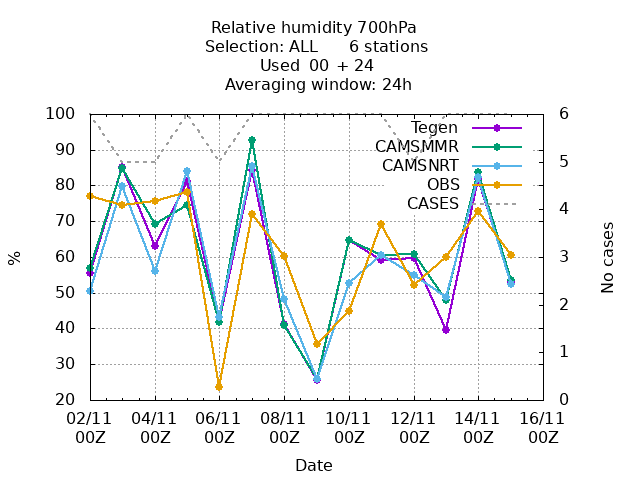 Relative humidity 700hPa
Selection: ALL 6 stations
Used 00 + 24
Averaging window: 24h
100
90
80
70
60
50
40
30
20
%
6
5
4
3
2
1
0
No cases
Tegen
CAMSMMR
CAMSNRT
OBS
CASES
02/11 04/11 06/11 08/11 10/11 12/11 14/11 16/11
00Z 00Z 00Z 00Z 00Z 00Z 00Z 00Z
Date